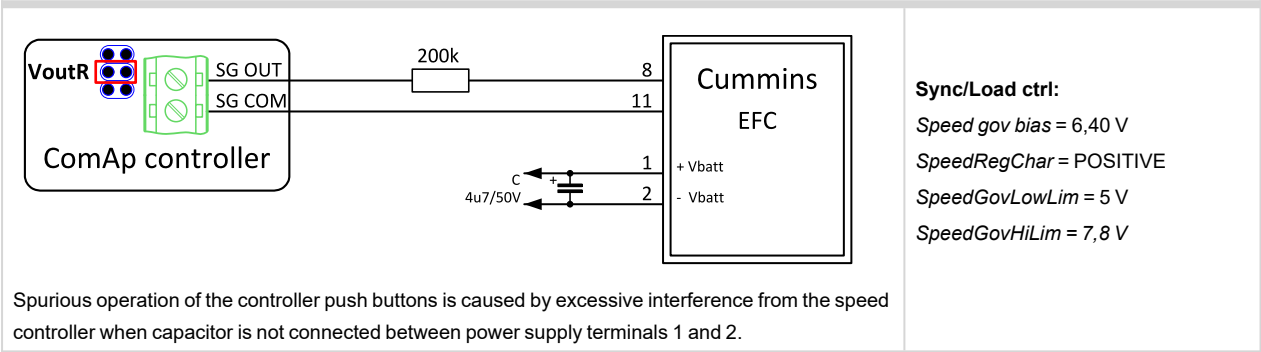 VoutR
SG OUT
SG COM
ComAp controller
200k
8
11
Cummins
EFC
1
+ Vbatt
2
- Vbatt
C
+
4u7/50V
Spurious operation of the controller push buttons is caused by excessive interference from the speed
controller when capacitor is not connected between power supply terminals 1 and 2.
Sync/Load ctrl:
Speed gov bias = 6,40 V
SpeedRegChar = POSITIVE
SpeedGovLowLim = 5 V
SpeedGovHiLim = 7,8 V